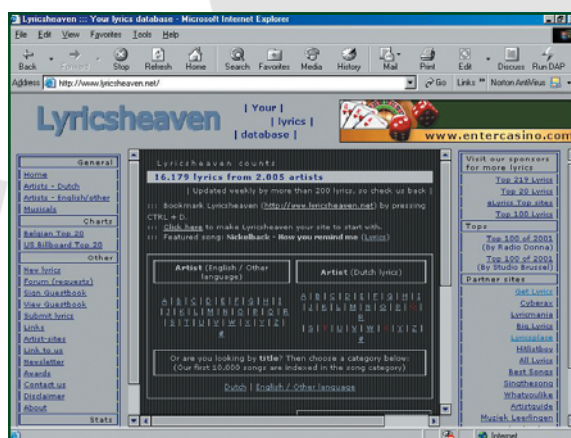 Lyricsheaven ::: Your lyrics database - Microsoft Internet Explorer
File Edit View Favorites Tools Help
Back Forward Stop Refresh Home Search Favorites Media History Mail Print Edit Discuss Run DAP
Address http://www.lyricsheaven.net/ Go Links » Norton AntiVirus
Lyricsheaven
| Your |
| lyrics |
| database |
www.entercasino.com
General
Home
Artists - Dutch
Artists - English/other
Musicals
Charts
Belgian Top 20
US Billboard Top 20
Other
New lyrics
Forum (requests)
Sign Guestbook
View Guestbook
Submit lyrics
Links
Artist-sites
Link to us
Newsletter
Awards
Contact us
Disclaimer
About
Stats
Lyricsheaven counts
16.179 lyrics from 2.005 artists
| Updated weekly by more than 200 lyrics, so check us back |
::: Bookmark Lyricsheaven (http://www.lyricsheaven.net) by pressing
CTRL + D.
::: Click here to make Lyricsheaven your site to start with.
::: Featured song: Nickelback - How you remind me (Lyrics)
Artist (English / Other
language)
A | B | C | D | E | F | G | H | I
| J | K | L | M | N | O | P | Q | R
| S | T | U | V | W | X | Y | Z |
#
Artist (Dutch lyrics)
A | B | C | D | E | F | G | H | I
| J | K | L | M | N | O | P | Q |
R
| S | T | U | V | W | X | Y | Z |
#
Or are you looking by title? Then choose a category below:
(Our first 10.000 songs are indexed in the song category)
Dutch | English / Other language
Visit our sponsors
for more lyrics
Top 219 Lyrics
Top 20 Lyrics
eLyrics Top sites
Top 100 Lyrics
Tops
Top 100 of 2001
(By Radio Donna)
Top 100 of 2001
(By Studio Brussel)
Partner sites
Get Lyrics
Cyberax
Lyricsmania
Big Lyrics
Lyricsplace
Hitlistboy
All Lyrics
Best Songs
Singthesong
Whatyoulike
Artistguide
Muziek Leerlingen
Internet